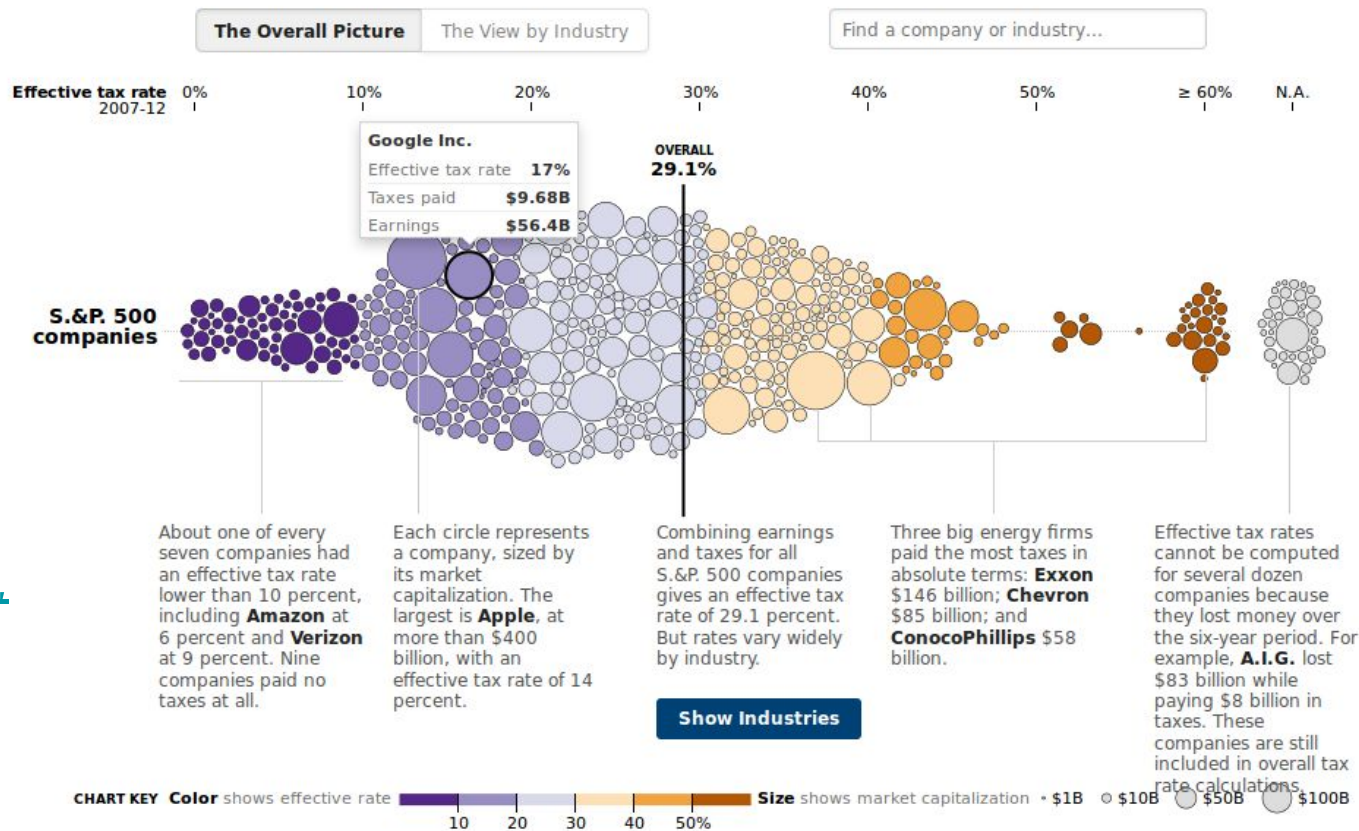 The Overall Picture
The View by Industry
Find a company or industry...
Effective tax rate
2007-12
0%
10%
20%
30%
40%
50%
≥ 60%
N.A.
Google Inc.
Effective tax rate 17%
Taxes paid $9.68B
Earnings $56.4B
OVERALL
29.1%
S.&P. 500
companies
About one of every
seven companies had
an effective tax rate
lower than 10 percent,
including Amazon at
6 percent and Verizon
at 9 percent. Nine
companies paid no
taxes at all.
Each circle represents
a company, sized by
its market
capitalization. The
largest is Apple, at
more than $400
billion, with an
effective tax rate of 14
percent.
Combining earnings
and taxes for all
S.&P. 500 companies
gives an effective tax
rate of 29.1 percent.
But rates vary widely
by industry.
Show Industries
Three big energy firms
paid the most taxes in
absolute terms: Exxon
$146 billion; Chevron
$85 billion; and
ConocoPhillips $58
billion.
Effective tax rates
cannot be computed
for several dozen
companies because
they lost money over
the six-year period. For
example, A.I.G. lost
$83 billion while
paying $8 billion in
taxes. These
companies are still
included in overall tax
rate calculations.
CHART KEY Color shows effective rate
10 20 30 40 50%
Size shows market capitalization $1B $10B $50B $100B